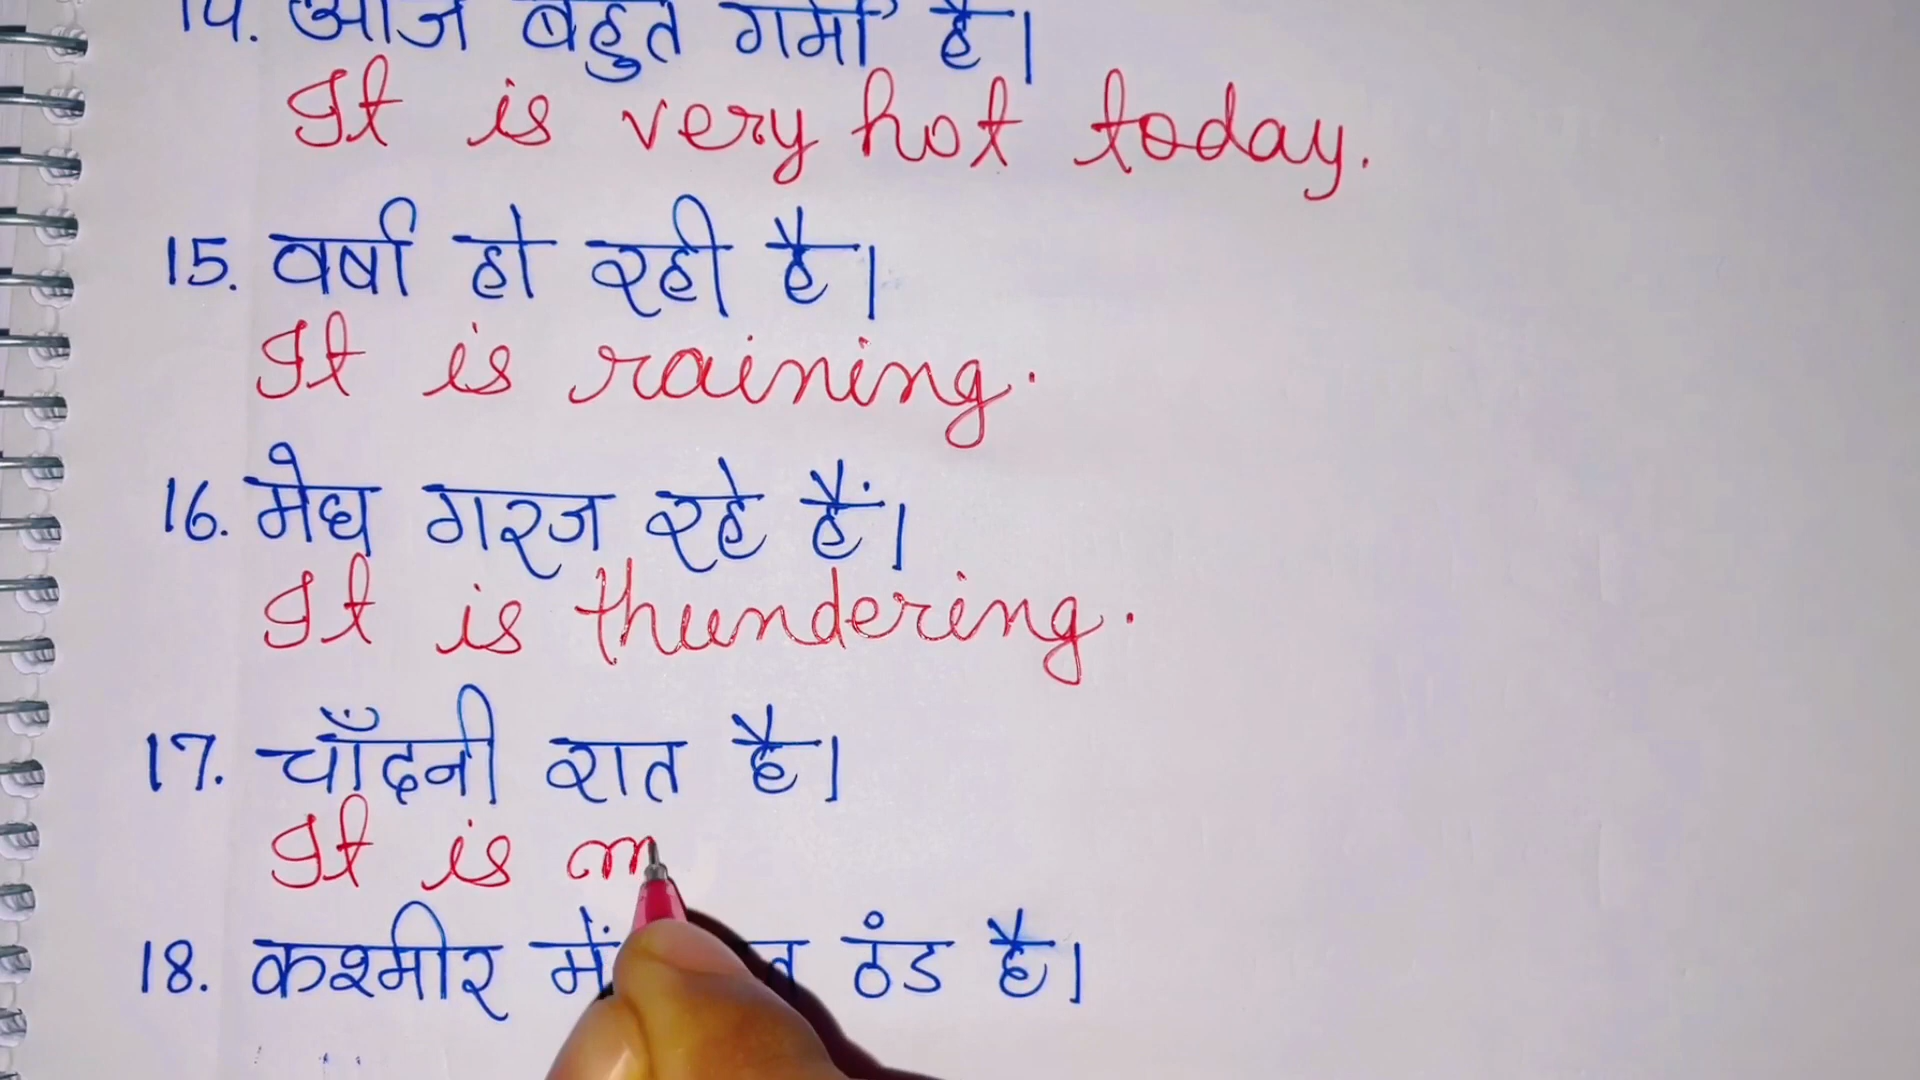 14. आज बहुत गर्मी है।
It is very hot today.
15. वर्षा हो रही है।
It is raining.
16. मेघ गरज रहे हैं।
It is thundering.
17. चाँदनी रात है।
It is m
18. कश्मीर में ठंड है।